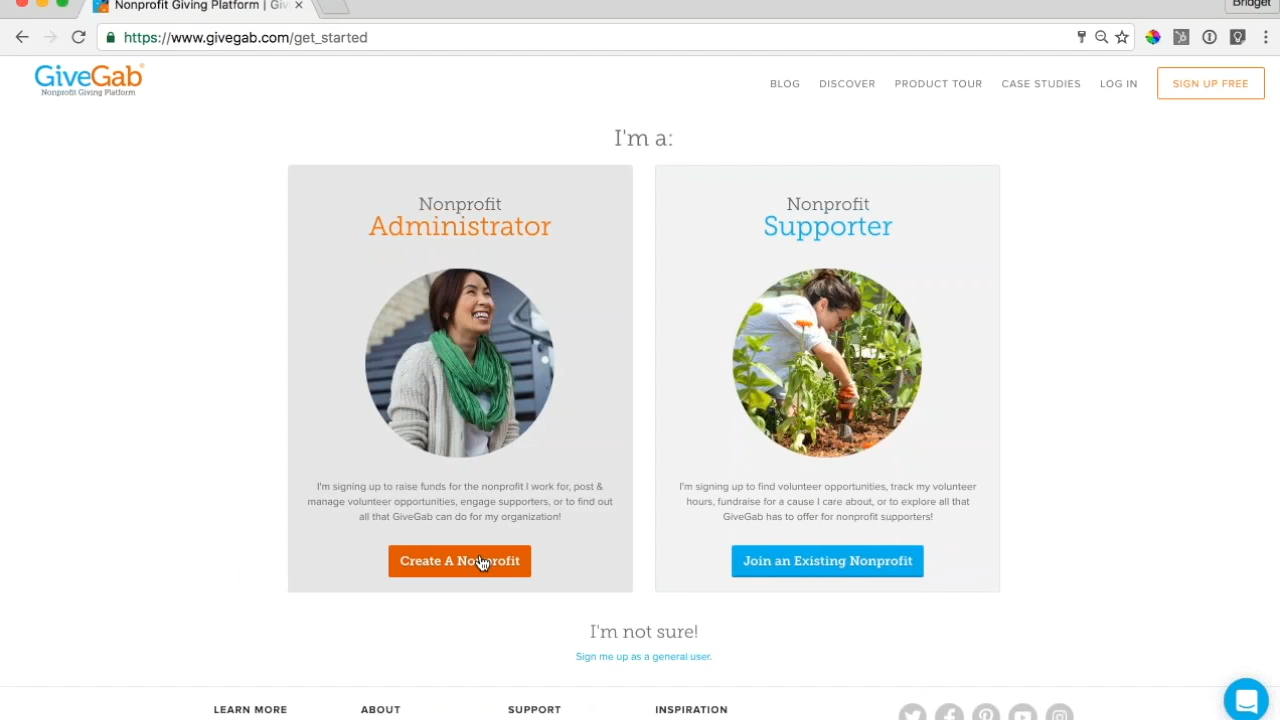 Bridget
Nonprofit Giving Platform | Giv
https://www.givegab.com/get_started
GiveGab
Nonprofit Giving Platform
BLOG DISCOVER PRODUCT TOUR CASE STUDIES LOG IN SIGN UP FREE
I'm a:
Nonprofit
Administrator
I'm signing up to raise funds for the nonprofit I work for, post &
manage volunteer opportunities, engage supporters, or to find out
all that GiveGab can do for my organization!
Create A Nonprofit
Nonprofit
Supporter
I'm signing up to find volunteer opportunities, track my volunteer
hours, fundraise for a cause I care about, or to explore all that
GiveGab has to offer for nonprofit supporters!
Join an Existing Nonprofit
I'm not sure!
Sign me up as a general user.
LEARN MORE ABOUT SUPPORT INSPIRATION